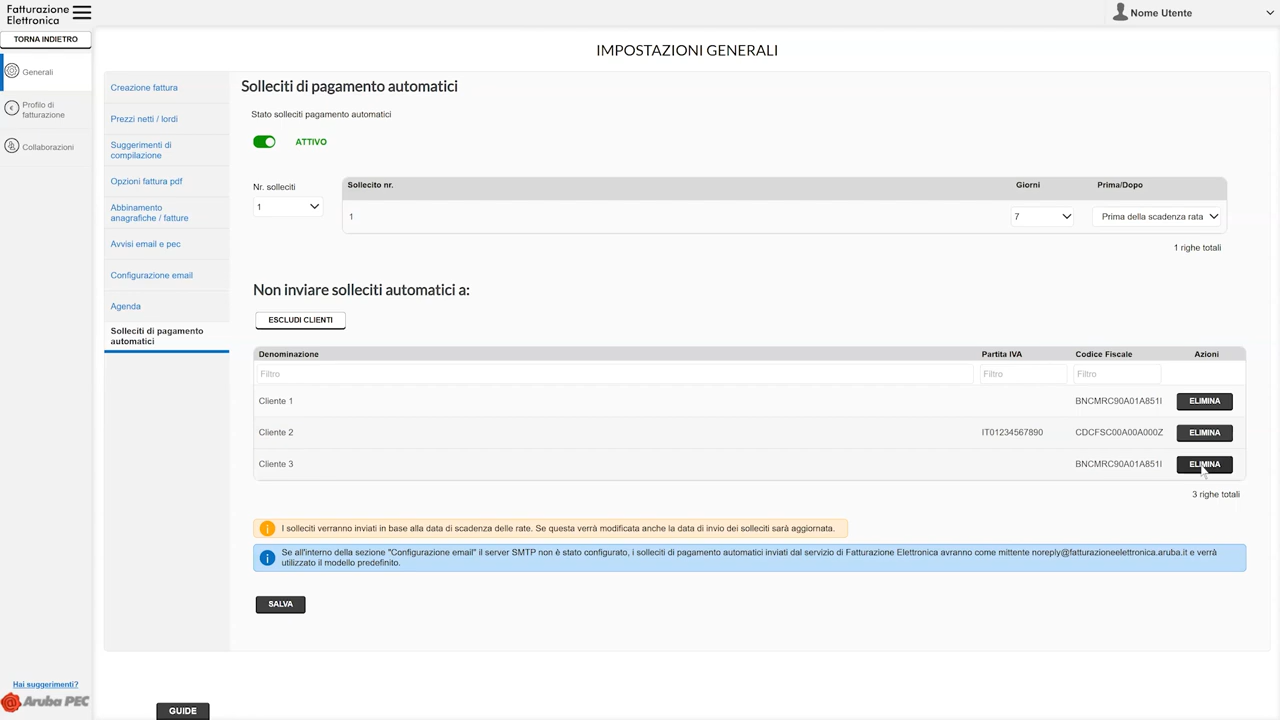 Fatturazione
Elettronica
Nome Utente
TORNA INDIETRO
IMPOSTAZIONI GENERALI
Generali
Profilo di
fatturazione
Collaborazioni
Creazione fattura
Prezzi netti / lordi
Suggerimenti di
compilazione
Opzioni fattura pdf
Abbinamento
anagrafiche / fatture
Avvisi email e pec
Configurazione email
Agenda
Solleciti di pagamento
automatici
Solleciti di pagamento automatici
Stato solleciti pagamento automatici
ATTIVO
Nr. solleciti
1
Sollecito nr. Giorni Prima/Dopo
1 7 Prima della scadenza rata
1 righe totali
Non inviare solleciti automatici a:
ESCLUDI CLIENTI
Denominazione Partita IVA Codice Fiscale Azioni
Filtro Filtro Filtro
Cliente 1 BNCMRC90A01A851I ELIMINA
Cliente 2 IT01234567890 CDCFSC00A00A000Z ELIMINA
Cliente 3 BNCMRC90A01A851I ELIMINA
3 righe totali
I solleciti verranno inviati in base alla data di scadenza delle rate. Se questa verrà modificata anche la data di invio dei solleciti sarà aggiornata.
Se all'interno della sezione "Configurazione email" il server SMTP non è stato configurato, i solleciti di pagamento automatici inviati dal servizio di Fatturazione Elettronica avranno come mittente noreply@fatturazioneelettronica.aruba.it e verrà
utilizzato il modello predefinito.
SALVA
Hai suggerimenti?
Aruba PEC
GUIDE